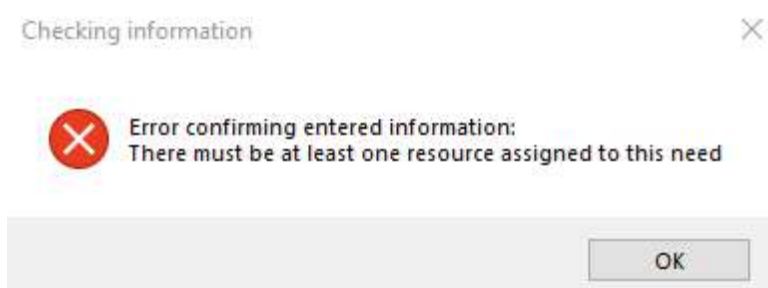 Checking information
Error confirming entered information:
There must be at least one resource assigned to this need
OK